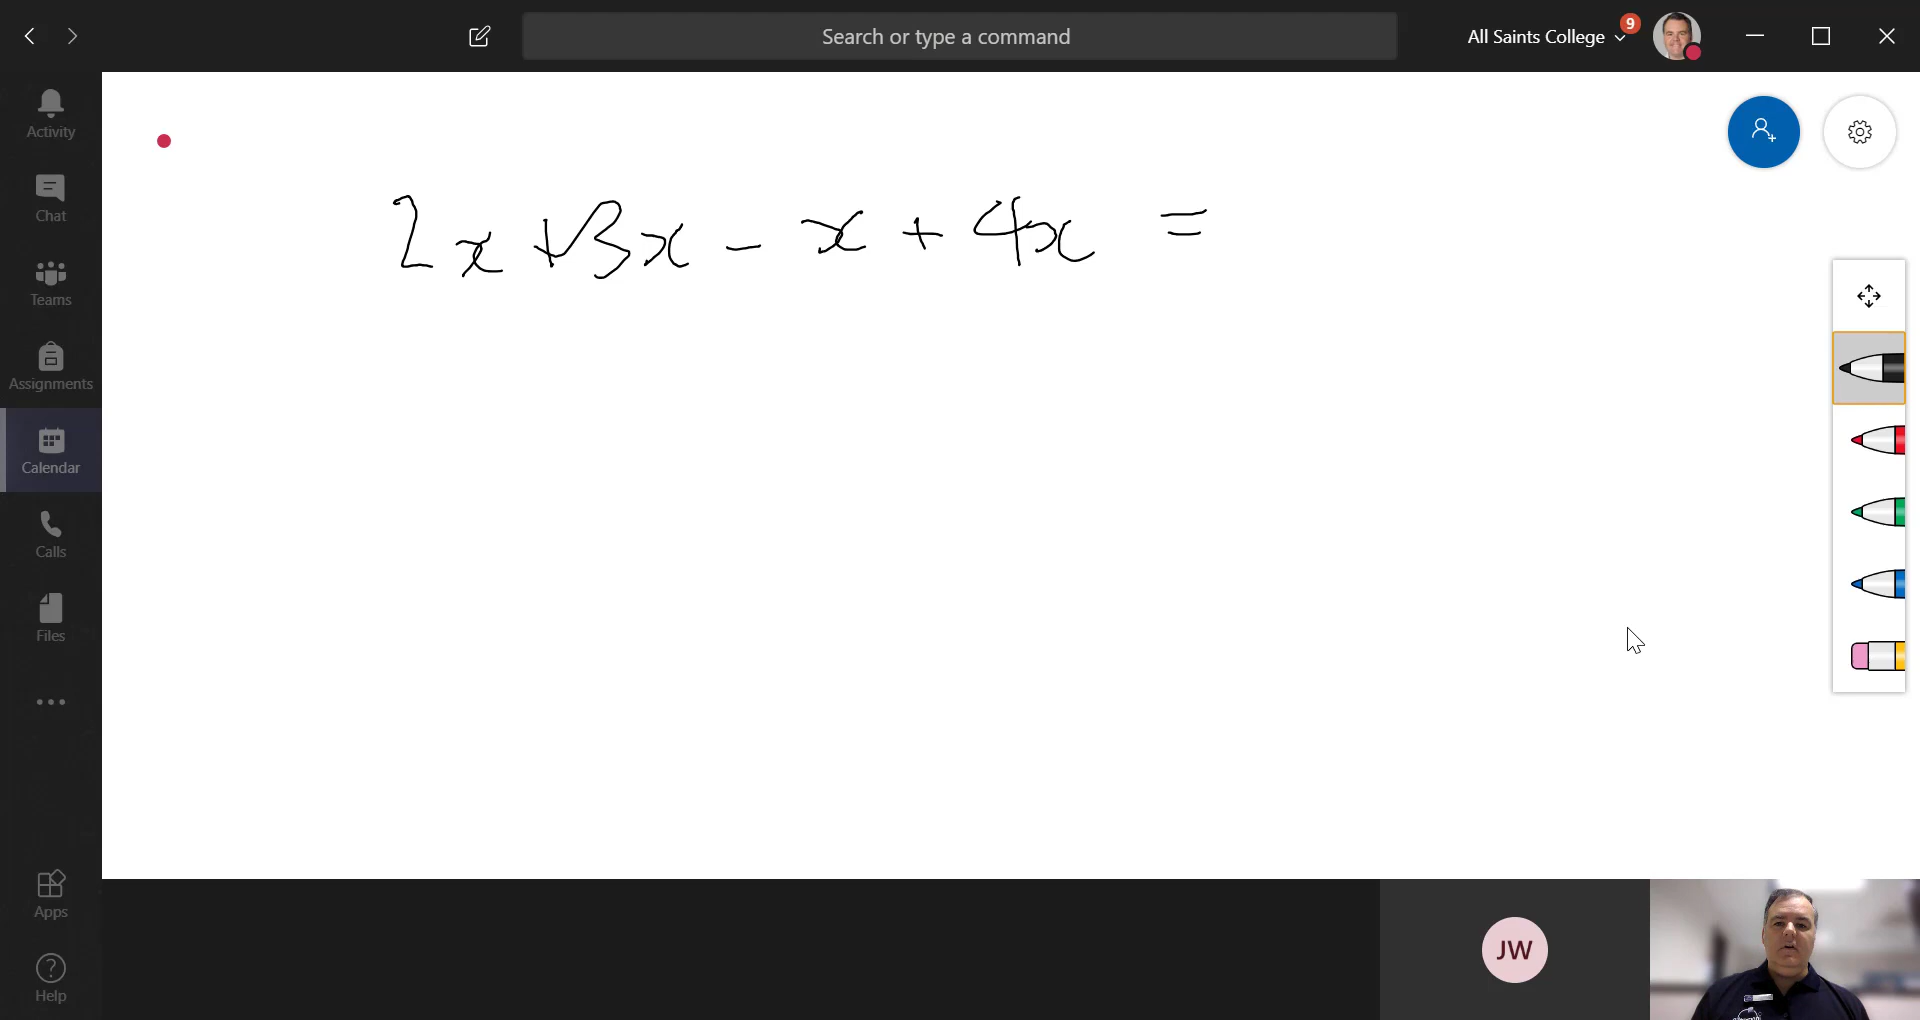 Search or type a command
All Saints College
9
Activity
Chat
Teams
Assignments
Calendar
Calls
Files
Apps
Help
2x + 3x - x + 4x =
JW